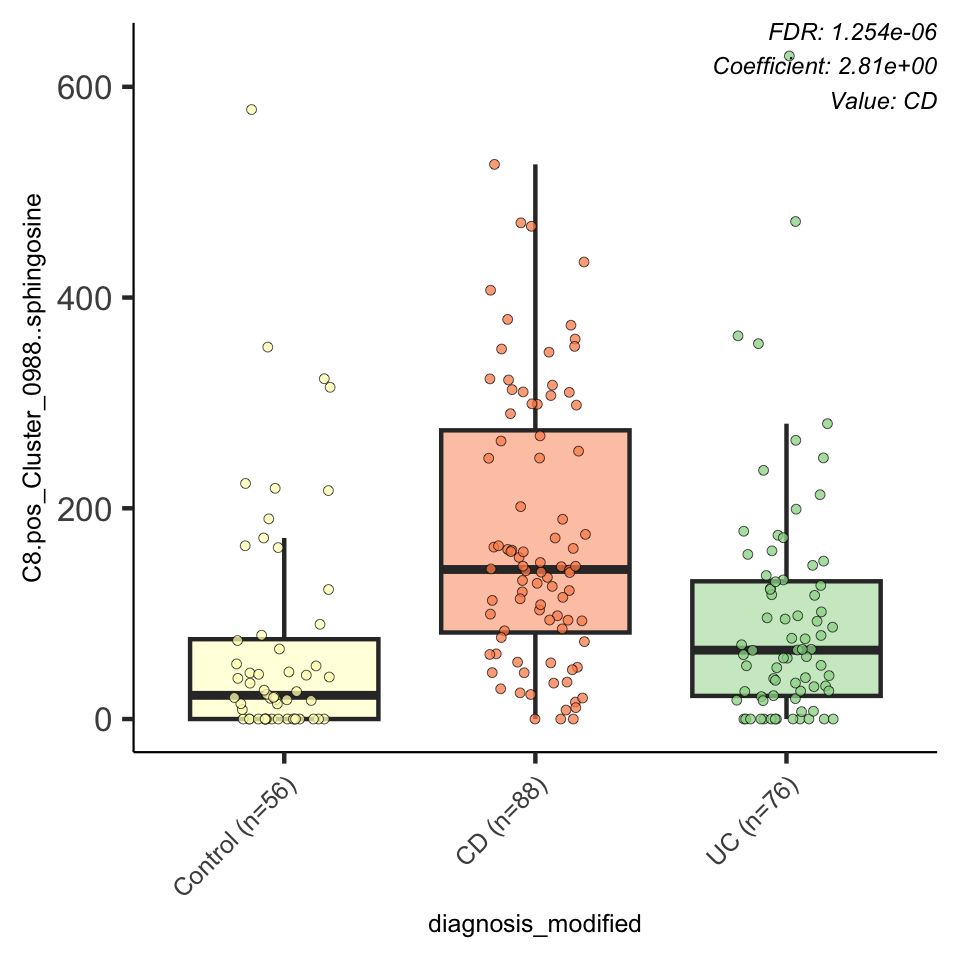 FDR: 1.254e-06
Coefficient: 2.81e+00
Value: CD
600
400
200
0
C8.pos_Cluster_0988..sphingosine
Control (n=56)
CD (n=88)
UC (n=76)
diagnosis_modified